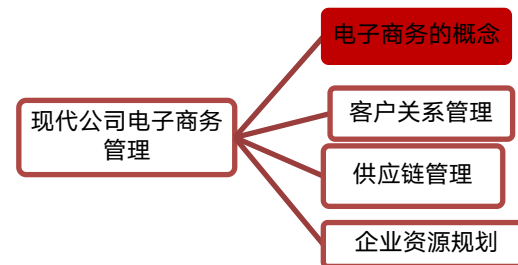 电子商务的概念
客户关系管理
现代公司电子商务
管理
供应链管理
企业资源规划